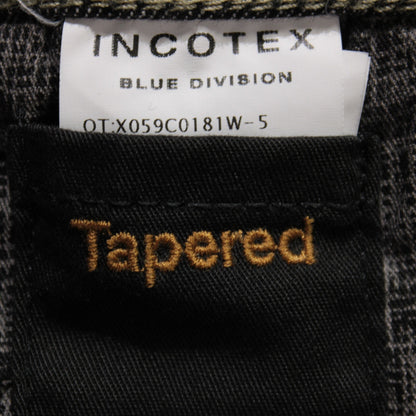 INCOTEX
BLUE DIVISION
OT:X059C0181W-5
Tapered